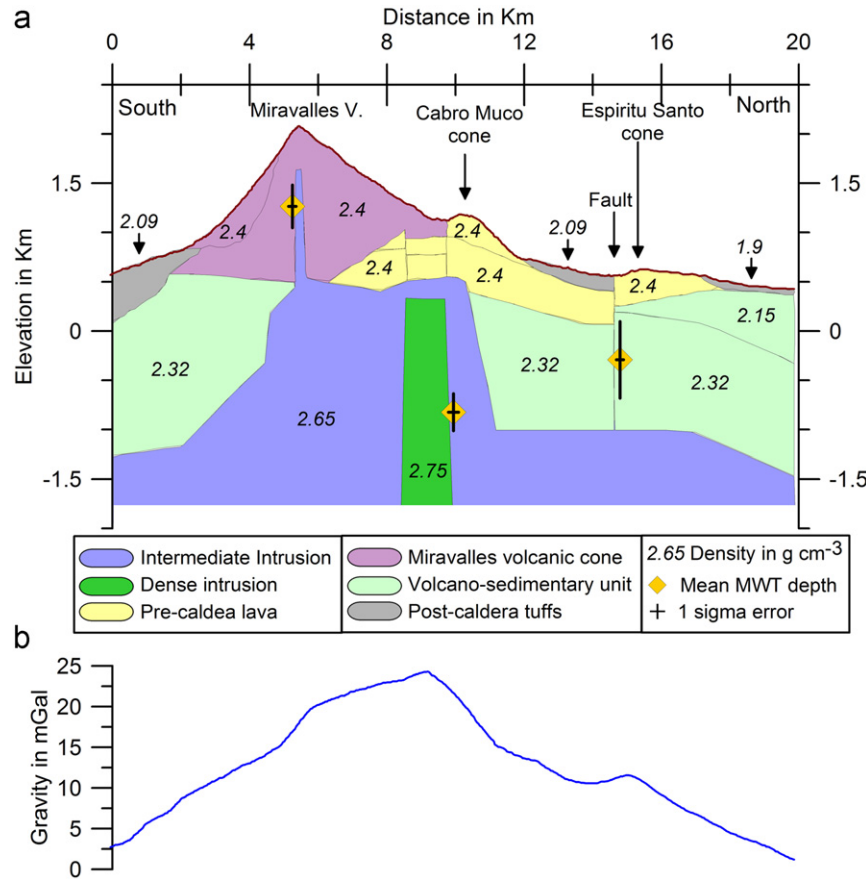 a
Distance in Km
0 4 8 12 16 20
South Miravalles V. Cabro Muco Espiritu Santo North
cone cone
Fault
1.5 1.5
2.09 2.4 2.4 2.4 2.09 1.9
2.4 2.4 2.4
Elevation in Km
0 0
2.15
2.32 2.32 2.32
2.65
2.75
-1.5 -1.5
Intermediate Intrusion
Dense intrusion
Pre-caldea lava
Miravalles volcanic cone
Volcano-sedimentary unit
Post-caldera tuffs
2.65 Density in g cm-3
Mean MWT depth
1 sigma error
b
Gravity in mGal
25
20
15
10
5
0